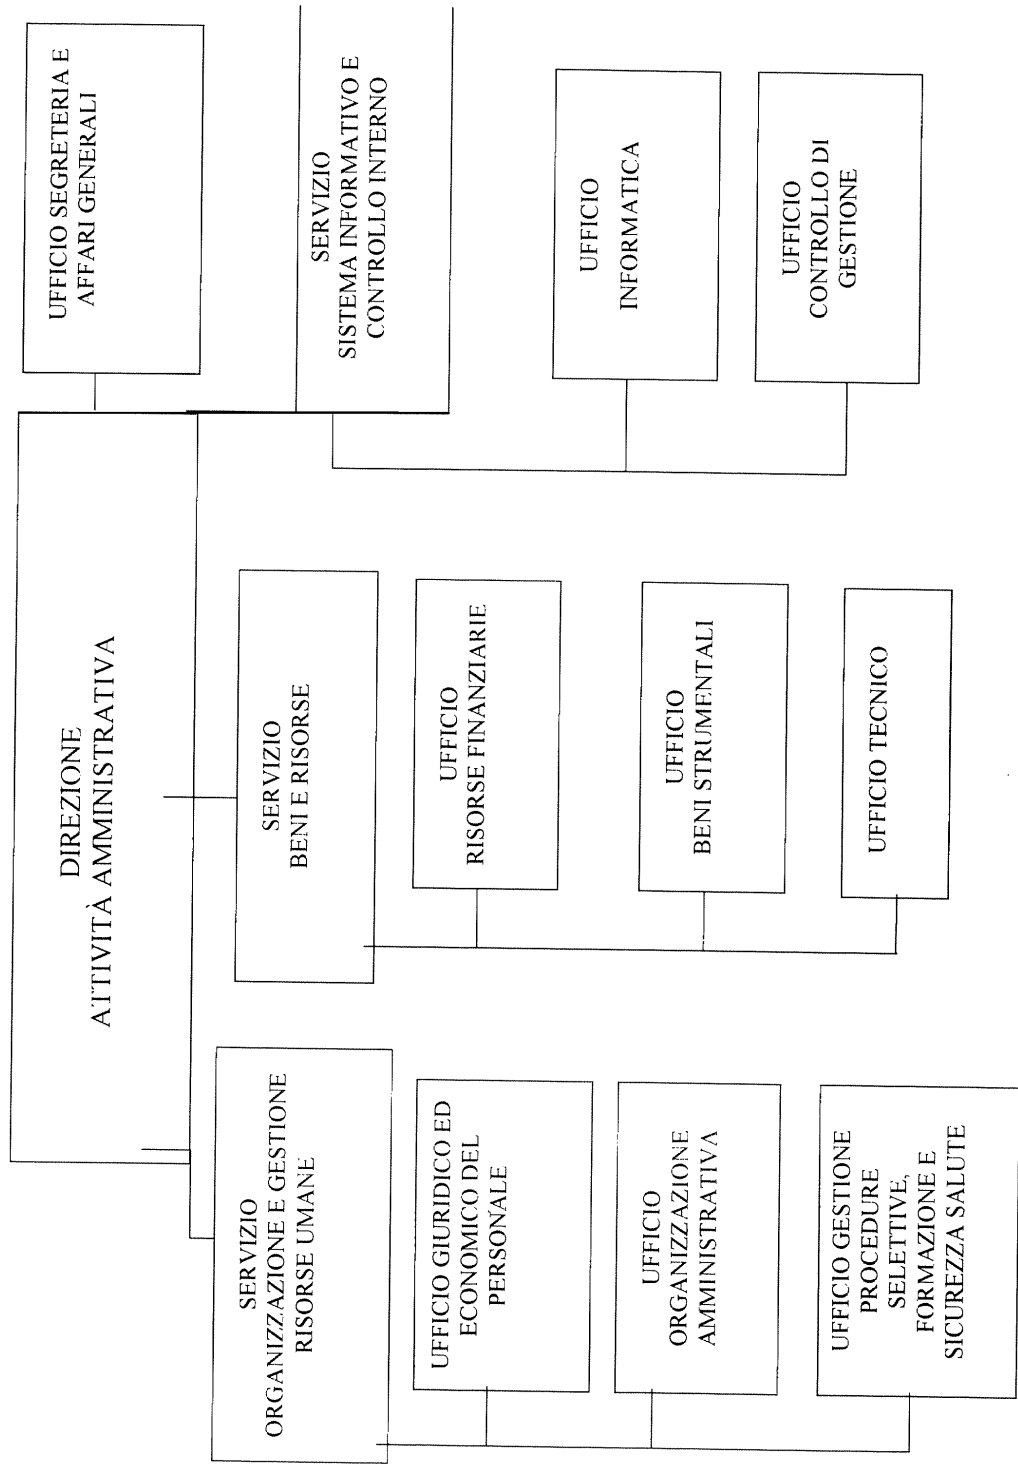 DIREZIONE
ATTIVITÀ AMMINISTRATIVA
UFFICIO SEGRETERIA E
AFFARI GENERALI
SERVIZIO
ORGANIZZAZIONE E GESTIONE
RISORSE UMANE
UFFICIO GIURIDICO ED
ECONOMICO DEL
PERSONALE
UFFICIO
ORGANIZZAZIONE
AMMINISTRATIVA
UFFICIO GESTIONE
PROCEDURE
SELETTIVE,
FORMAZIONE E
SICUREZZA SALUTE
SERVIZIO
BENI E RISORSE
UFFICIO
RISORSE FINANZIARIE
UFFICIO
BENI STRUMENTALI
UFFICIO TECNICO
SERVIZIO
SISTEMA INFORMATIVO E
CONTROLLO INTERNO
UFFICIO
INFORMATICA
UFFICIO
CONTROLLO DI
GESTIONE